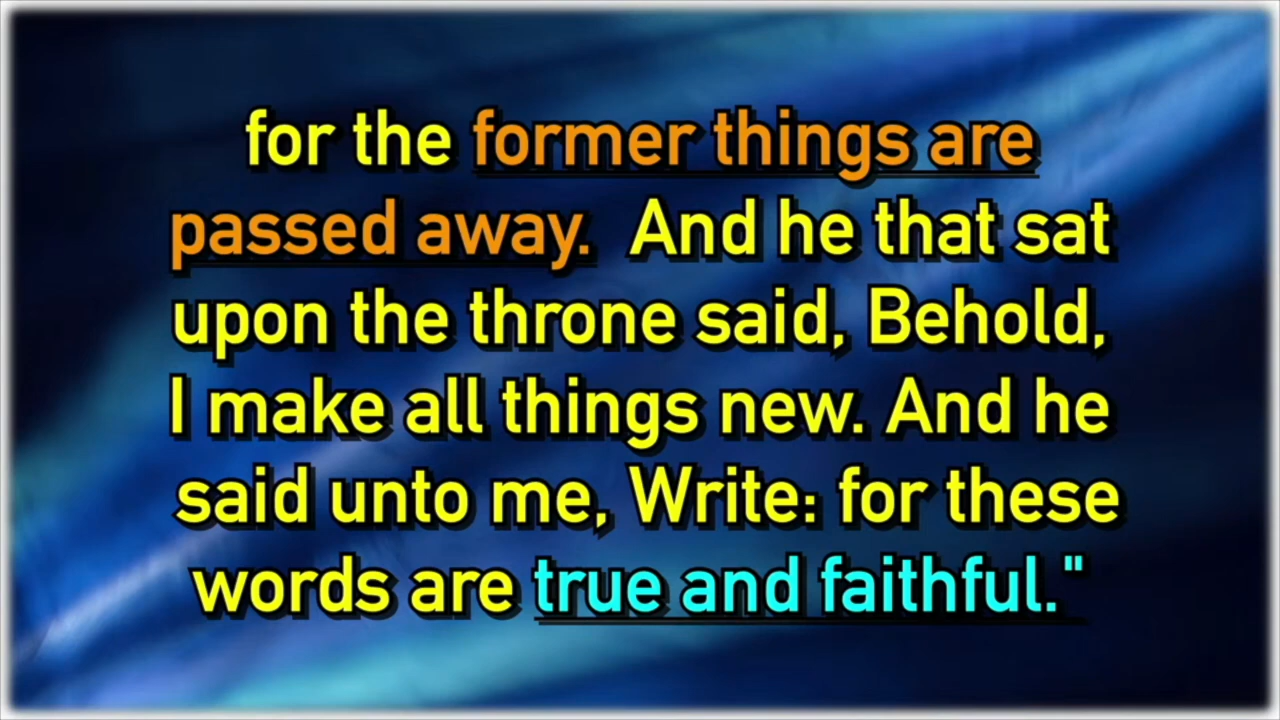 for the former things are
passed away. And he that sat
upon the throne said, Behold,
I make all things new. And he
said unto me, Write: for these
words are true and faithful."